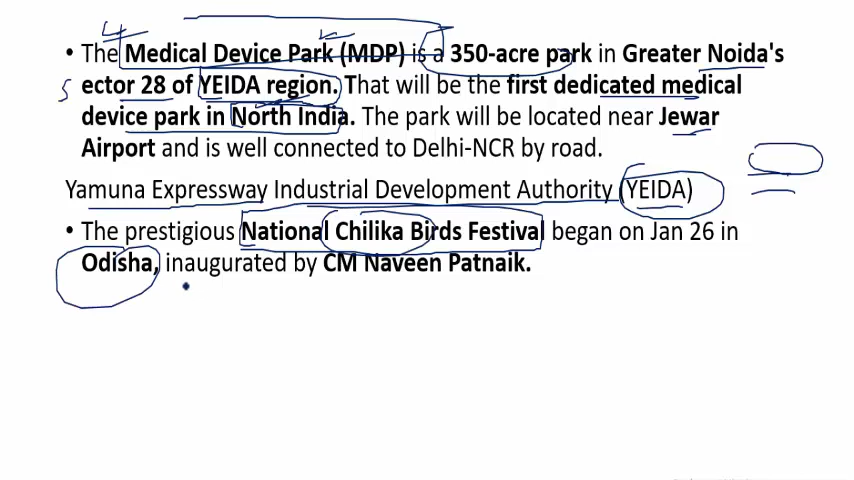 • The Medical Device Park (MDP) is a 350-acre park in Greater Noida's
ector 28 of YEIDA region. That will be the first dedicated medical
device park in North India. The park will be located near Jewar
Airport and is well connected to Delhi-NCR by road.
Yamuna Expressway Industrial Development Authority (YEIDA)
• The prestigious National Chilika Birds Festival began on Jan 26 in
Odisha, inaugurated by CM Naveen Patnaik.